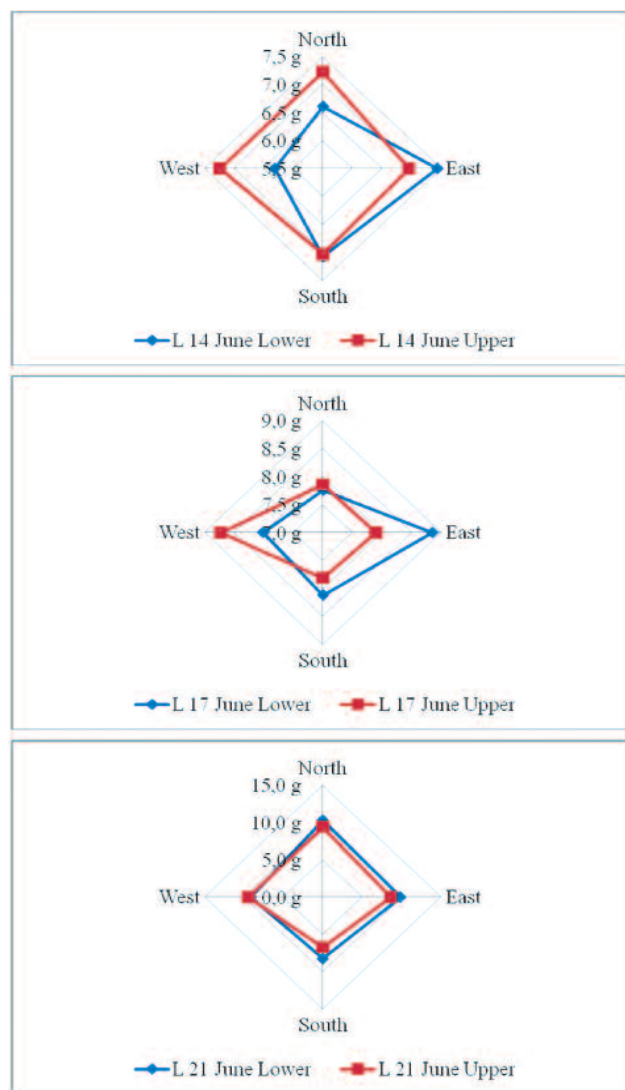 North
7,5 g
7,0 g
6,5 g
6,0 g
West 5,5 g East
South
L 14 June Lower L 14 June Upper
North
9,0 g
8,5 g
8,0 g
7,5 g
West ,0 g East
South
L 17 June Lower L 17 June Upper
North
15,0 g
10,0 g
5,0 g
West 0,0 g East
South
L 21 June Lower L 21 June Upper